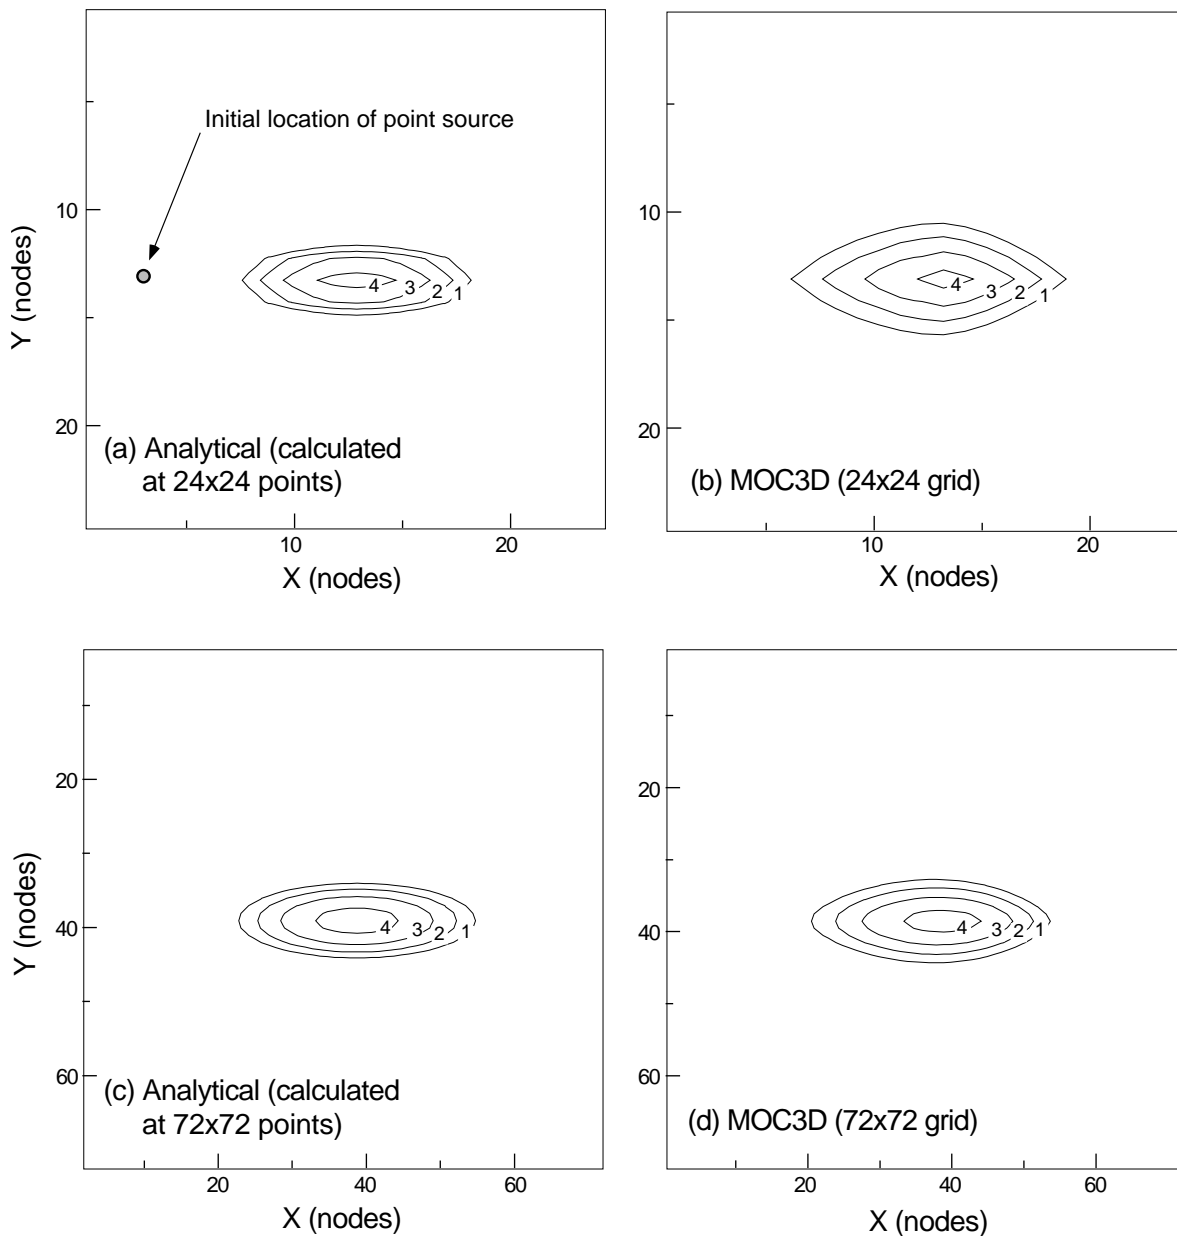 Initial location of point source
10
20
Y (nodes)
4
3
2
1
(a) Analytical (calculated
at 24x24 points)
10
20
X (nodes)
10
20
4
3
2
1
(b) MOC3D (24x24 grid)
10
20
X (nodes)
20
40
60
Y (nodes)
4
3
2
1
(c) Analytical (calculated
at 72x72 points)
20
40
60
X (nodes)
20
40
60
4
3
2
1
(d) MOC3D (72x72 grid)
20
40
60
X (nodes)